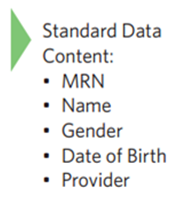 Standard Data
Content:
• MRN
• Name
• Gender
• Date of Birth
• Provider